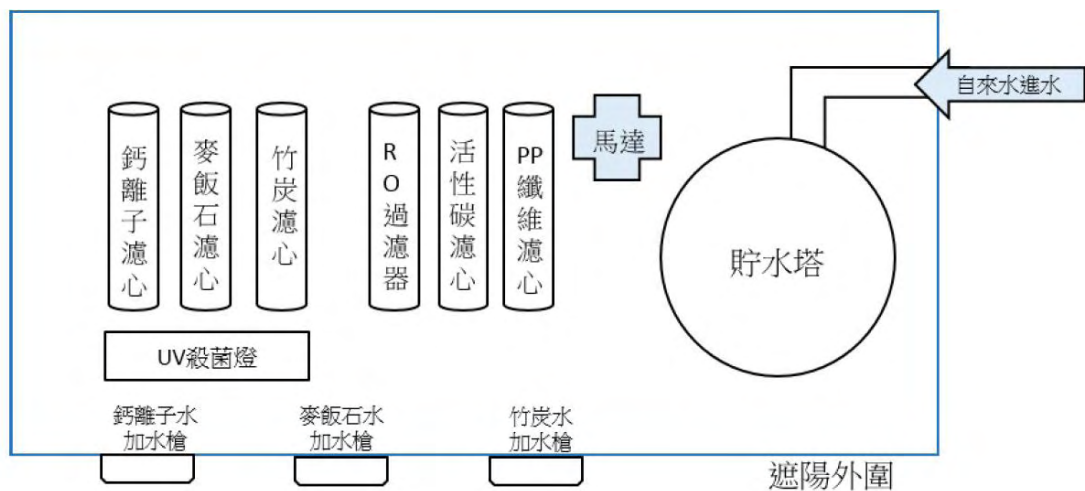 自來水進水
鈣離子濾心
麥飯石濾心
竹炭濾心
RO過濾器
活性碳濾心
PP纖維濾心
馬達
貯水塔
UV殺菌燈
鈣離子水
加水槍
麥飯石水
加水槍
竹炭水
加水槍
遮陽外圍